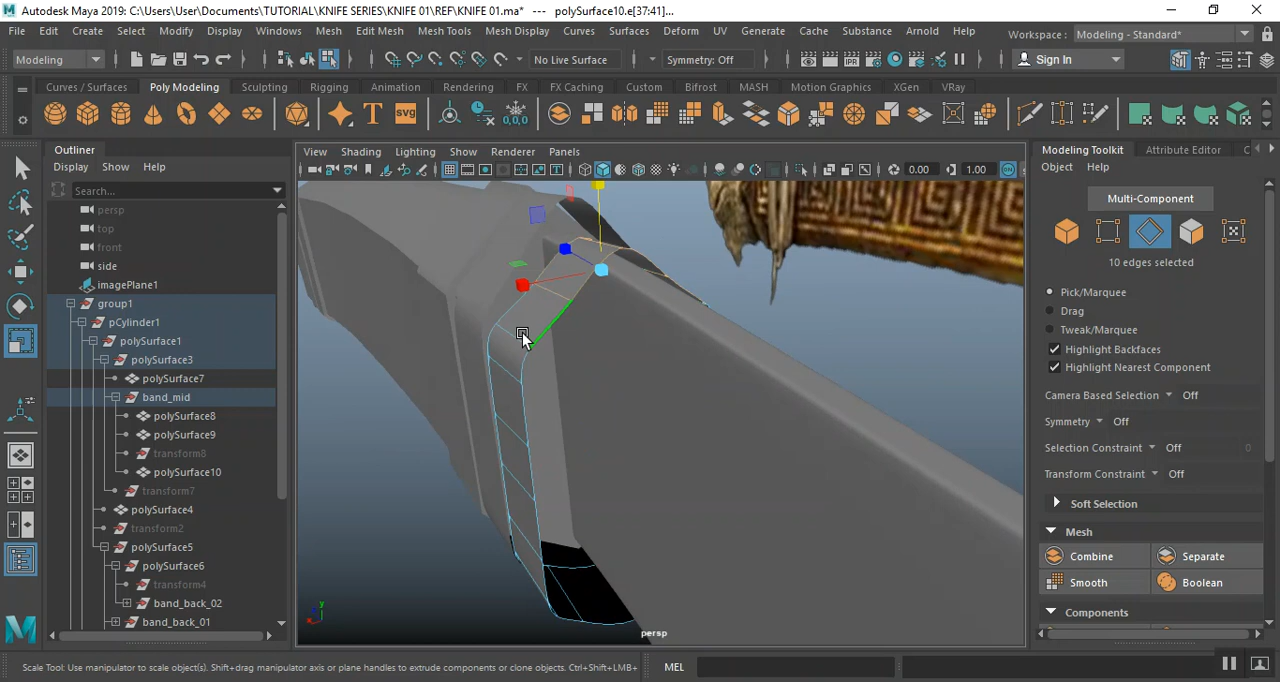 Autodesk Maya 2019: C:\Users\User\Documents\TUTORIAL\KNIFE SERIES\KNIFE 01\REF\KNIFE 01.ma* --- polySurface10.e[37:41]...
File Edit Create Select Modify Display Windows Mesh Edit Mesh Mesh Tools Mesh Display Curves Surfaces Deform UV Generate Cache Substance Arnold Help Workspace : Modeling - Standard*
Modeling No Live Surface Symmetry: Off Sign In
Curves / Surfaces Poly Modeling Sculpting Rigging Animation Rendering FX FX Caching Custom Bifrost MASH Motion Graphics XGen VRay
SVG 0,0,0
Outliner
Display Show Help
Search...
persp
top
front
side
imagePlane1
group1
pCylinder1
polySurface1
polySurface3
polySurface7
band_mid
polySurface8
polySurface9
transform8
polySurface10
transform7
polySurface4
transform2
polySurface5
polySurface6
transform4
band_back_02
band_back_01
View Shading Lighting Show Renderer Panels
0.00 1.00
persp
Modeling Toolkit Attribute Editor
Object Help
Multi-Component
10 edges selected
Pick/Marquee
Drag
Tweak/Marquee
Highlight Backfaces
Highlight Nearest Component
Camera Based Selection Off
Symmetry Off
Selection Constraint Off 0
Transform Constraint Off
Soft Selection
Mesh
Combine Separate
Smooth Boolean
Components
Scale Tool: Use manipulator to scale object(s). Shift+drag manipulator axis or plane handles to extrude components or clone objects. Ctrl+Shift+LMB+ MEL